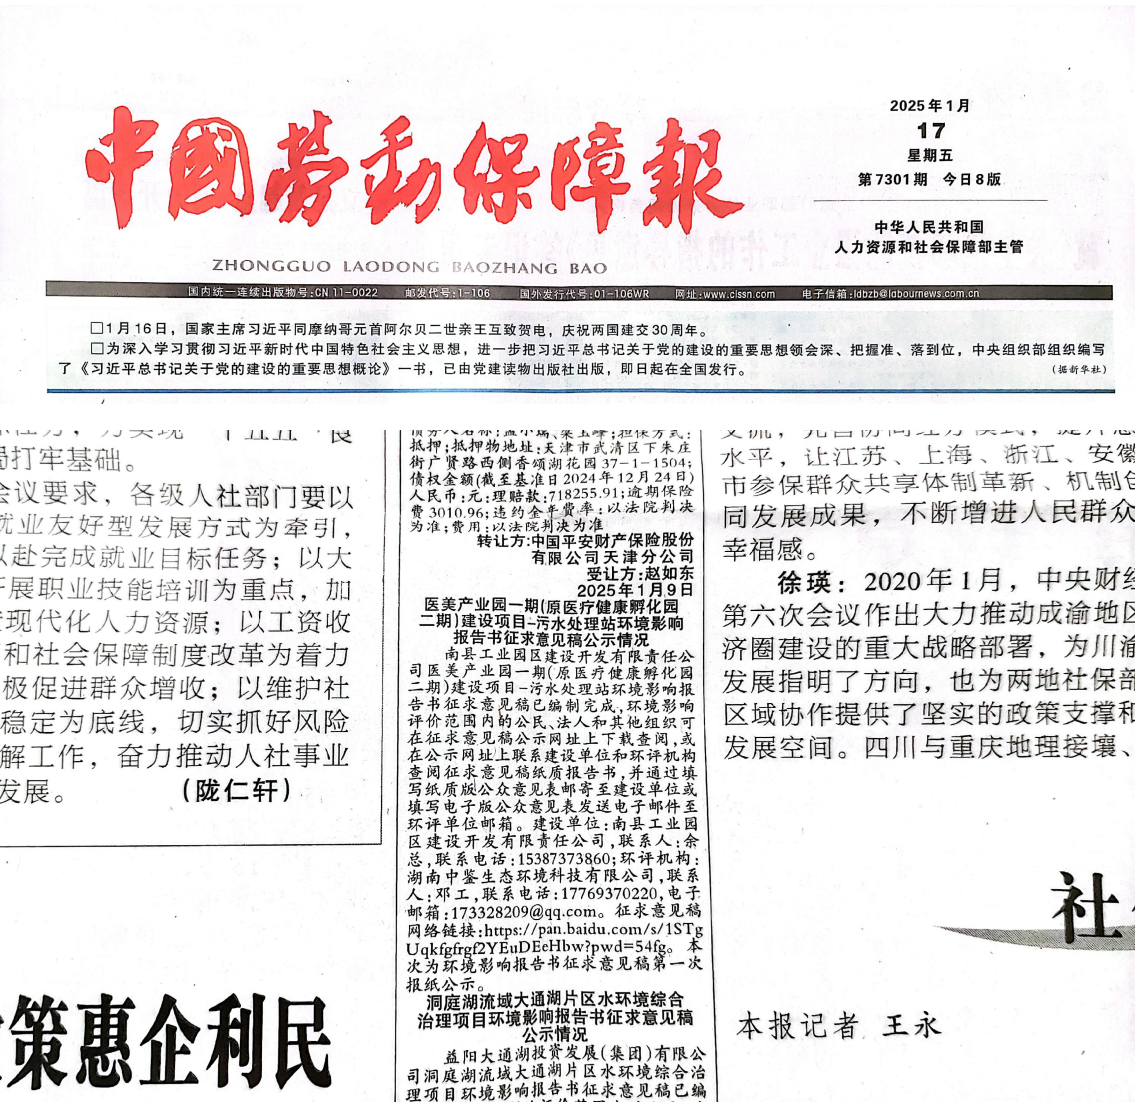 中國勞動保障報
ZHONGGUO LAODONG BAOZHANG BAO
2025年1月
17
星期五
第7301期 今日8版
中华人民共和国
人力资源和社会保障部主管
国内统一连续出版物号:CN 11-0022 邮发代号:1-106 国外发行代号:01-106WR 网址:www.clssn.com 电子信箱:ldbzb@labournews.com.cn
□1月16日，国家主席习近平同摩纳哥元首阿尔贝二世亲王互致贺电，庆祝两国建交30周年。
□为深入学习贯彻习近平新时代中国特色社会主义思想，进一步把习近平总书记关于党的建设的重要思想领会深、把握准、落到位，中央组织部组织编写
了《习近平总书记关于党的建设的重要思想概论》一书，已由党建读物出版社出版，即日起在全国发行。
(据新华社)
打牢基础。
会议要求，各级人社部门要以
就业友好型发展方式为牵引，
以赴完成就业目标任务；以大
开展职业技能培训为重点，加
现代化人力资源；以工资收
和社会保障制度改革为着力
极促进群众增收；以维护社
稳定为底线，切实抓好风险
解工作，奋力推动人社事业
发展。 （陇仁轩）
策惠企利民
抵押;抵押物地址:天津市武清区下朱庄
街广贤路西侧香颂湖花园37-1-1504;
债权金额(截至基准日2024年12月24日)
人民币:元:理赔款:718255.91;逾期保险
费3010.96;违约金年费率:以法院判决
为准;费用:以法院判决为准
转让方:中国平安财产保险股份
有限公司天津分公司
受让方:赵如东
2025年1月9日
医美产业园一期(原医疗健康孵化园
二期)建设项目-污水处理站环境影响
报告书征求意见稿公示情况
南县工业园区建设开发有限责任公
司医美产业园一期(原医疗健康孵化园
二期)建设项目-污水处理站环境影响报
告书征求意见稿已编制完成,环境影响
评价范围内的公民、法人和其他组织可
在征求意见稿公示网址上下载查阅,或
在公示网址上联系建设单位和环评机构
查阅征求意见稿纸质报告书,并通过填
写纸质版公众意见表邮寄至建设单位或
填写电子版公众意见表发送电子邮件至
环评单位邮箱。建设单位:南县工业园
区建设开发有限责任公司,联系人:余
总,联系电话:15387373860;环评机构:
湖南中鉴生态环境科技有限公司,联系
人:邓工,联系电话:17769370220,电子
邮箱:173328209@qq.com。征求意见稿
网络链接:https://pan.baidu.com/s/1STg
Uqkfgfrgf2YEuDEeHbw?pwd=54fg。本
次为环境影响报告书征求意见稿第一次
报纸公示。
洞庭湖流域大通湖片区水环境综合
治理项目环境影响报告书征求意见稿
公示情况
益阳大通湖投资发展(集团)有限公
司洞庭湖流域大通湖片区水环境综合治
理项目环境影响报告书征求意见稿已编
水平，让江苏、上海、浙江、安徽
市参保群众共享体制革新、机制创
同发展成果，不断增进人民群众
幸福感。
徐瑛：2020年1月，中央财经
第六次会议作出大力推动成渝地区
济圈建设的重大战略部署，为川渝
发展指明了方向，也为两地社保部
区域协作提供了坚实的政策支撑和
发展空间。四川与重庆地理接壤、
社
本报记者 王永